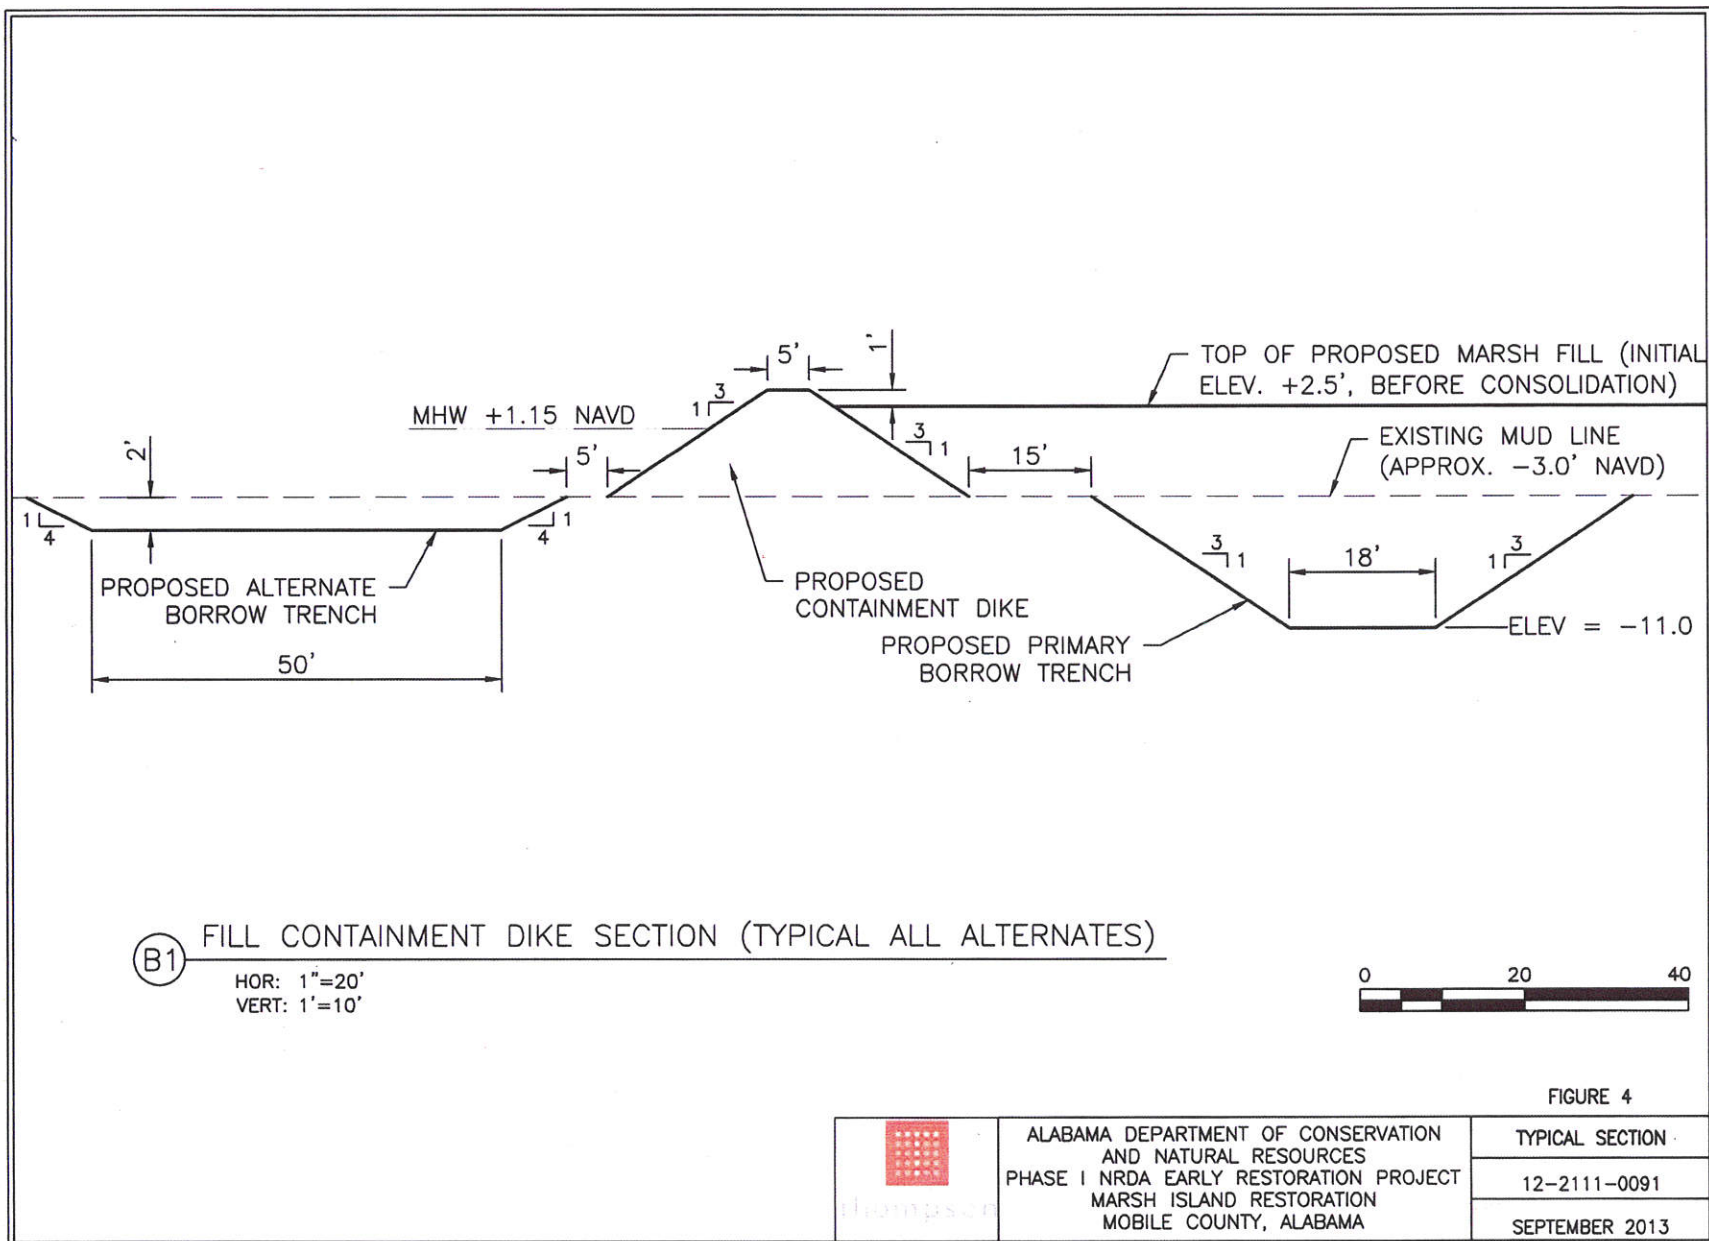 5'
1'
TOP OF PROPOSED MARSH FILL (INITIAL
ELEV. +2.5', BEFORE CONSOLIDATION)
3
1
MHW +1.15 NAVD
3
1
EXISTING MUD LINE
(APPROX. -3.0' NAVD)
2'
5'
15'
1
4
1
4
3
1
18'
3
1
PROPOSED ALTERNATE
BORROW TRENCH
PROPOSED
CONTAINMENT DIKE
PROPOSED PRIMARY
BORROW TRENCH
ELEV = -11.0
50'
B1
FILL CONTAINMENT DIKE SECTION (TYPICAL ALL ALTERNATES)
HOR: 1"=20'
VERT: 1'=10'
0 20 40
FIGURE 4
thompson
ALABAMA DEPARTMENT OF CONSERVATION
AND NATURAL RESOURCES
PHASE I NRDA EARLY RESTORATION PROJECT
MARSH ISLAND RESTORATION
MOBILE COUNTY, ALABAMA
TYPICAL SECTION
12-2111-0091
SEPTEMBER 2013